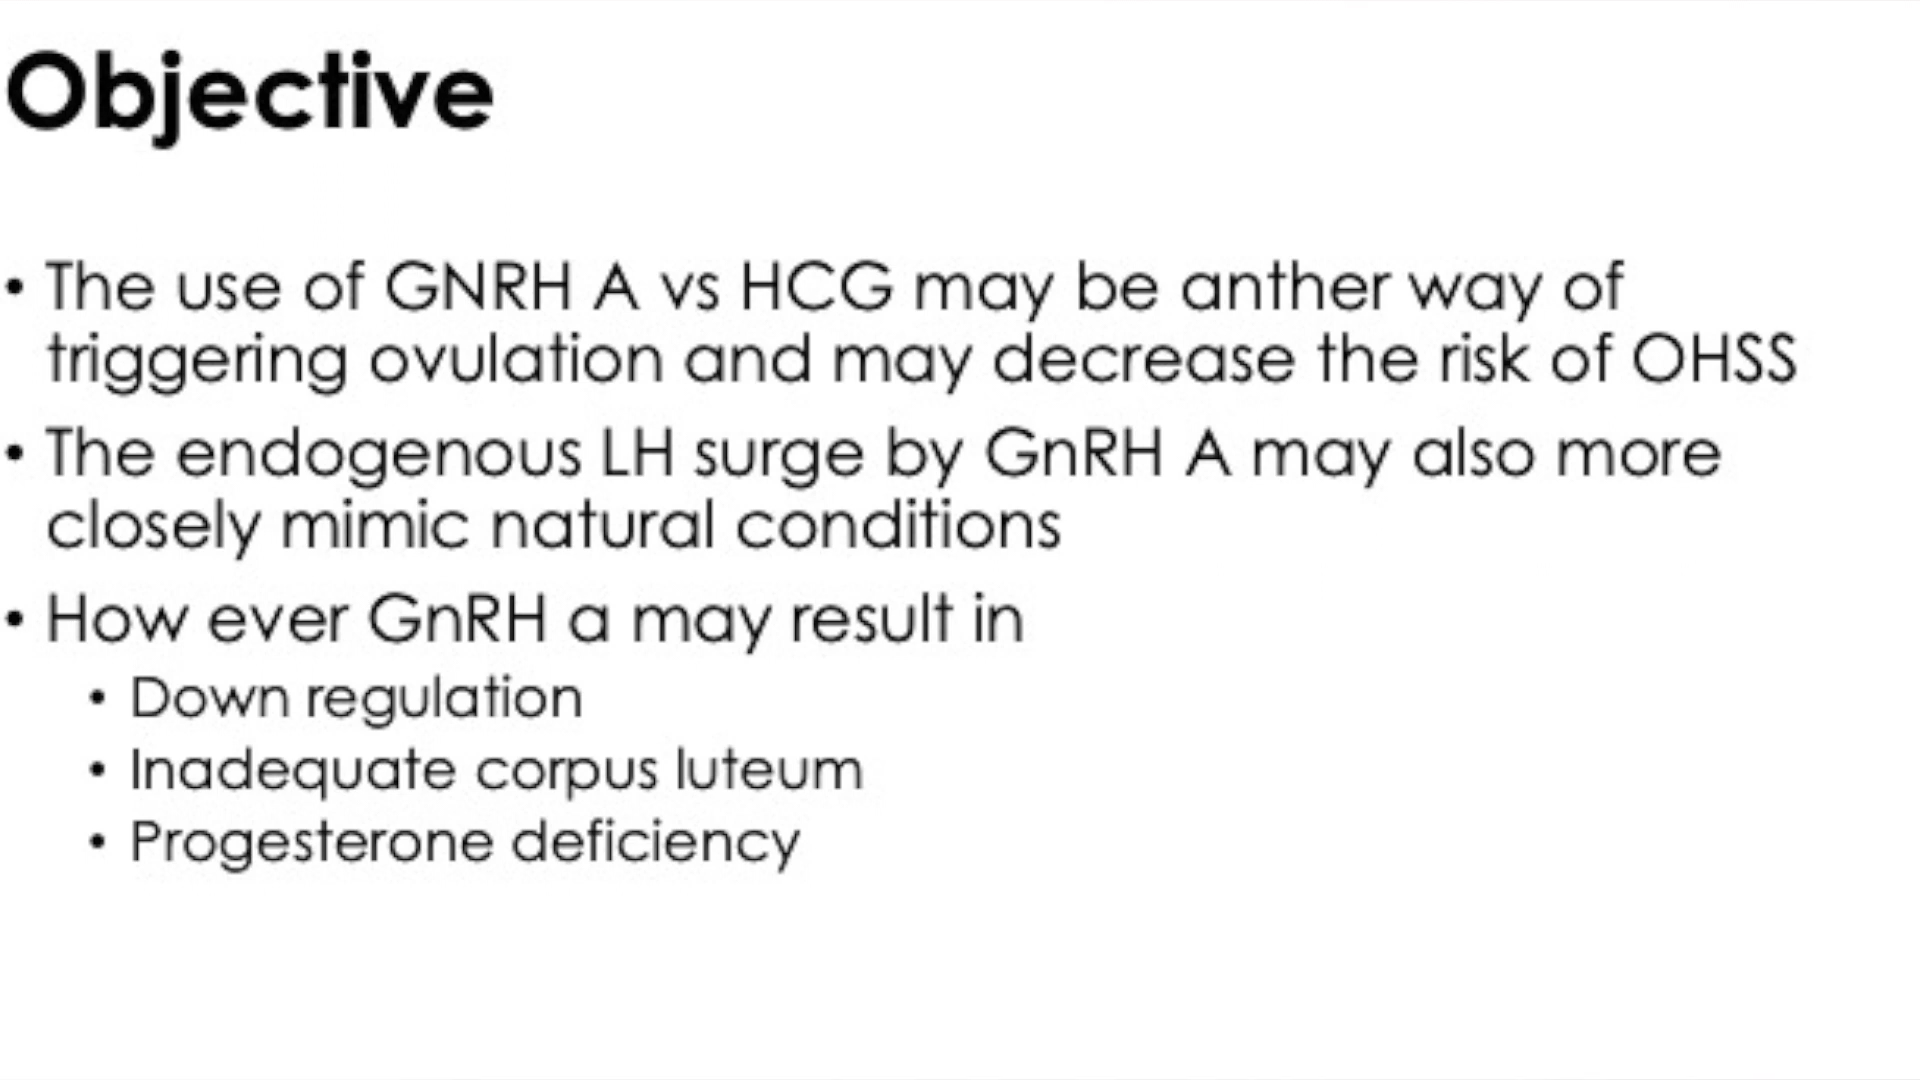 Objective
• The use of GNRH A vs HCG may be anther way of
triggering ovulation and may decrease the risk of OHSS
• The endogenous LH surge by GnRH A may also more
closely mimic natural conditions
• How ever GnRH a may result in
• Down regulation
• Inadequate corpus luteum
• Progesterone deficiency